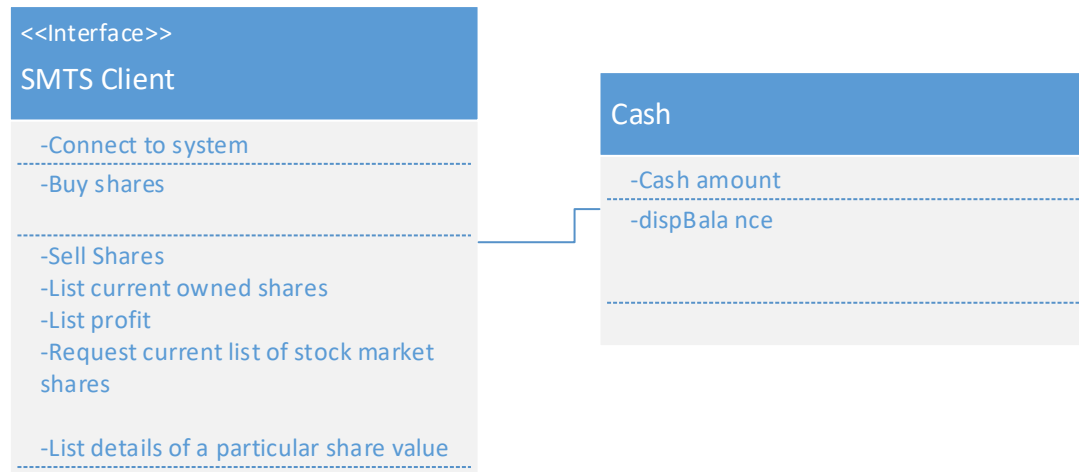 <<Interface>>
SMTS Client
-Connect to system
-Buy shares
-Sell Shares
-List current owned shares
-List profit
-Request current list of stock market
shares
-List details of a particular share value
Cash
-Cash amount
-dispBala nce